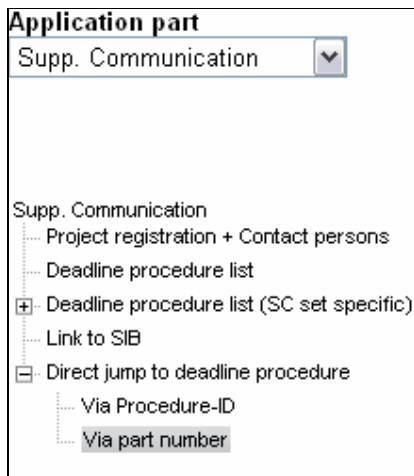 Application part
Supp. Communication
Supp. Communication
Project registration + Contact persons
Deadline procedure list
Deadline procedure list (SC set specific)
Link to SIB
Direct jump to deadline procedure
Via Procedure-ID
Via part number